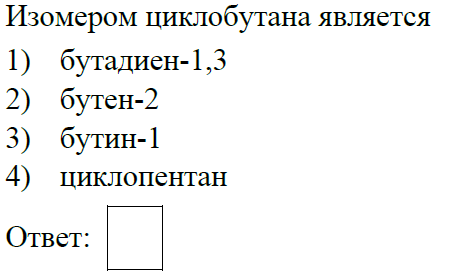 Изомером циклобутана является
1) бутадиен-1,3
2) бутен-2
3) бутин-1
4) циклопентан
Ответ: